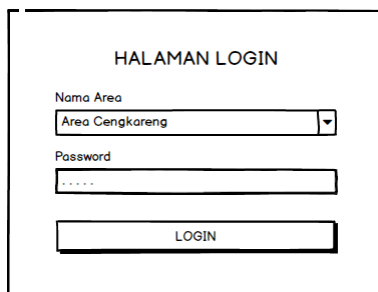 HALAMAN LOGIN
Nama Area
Area Cengkareng
Password
.....
LOGIN